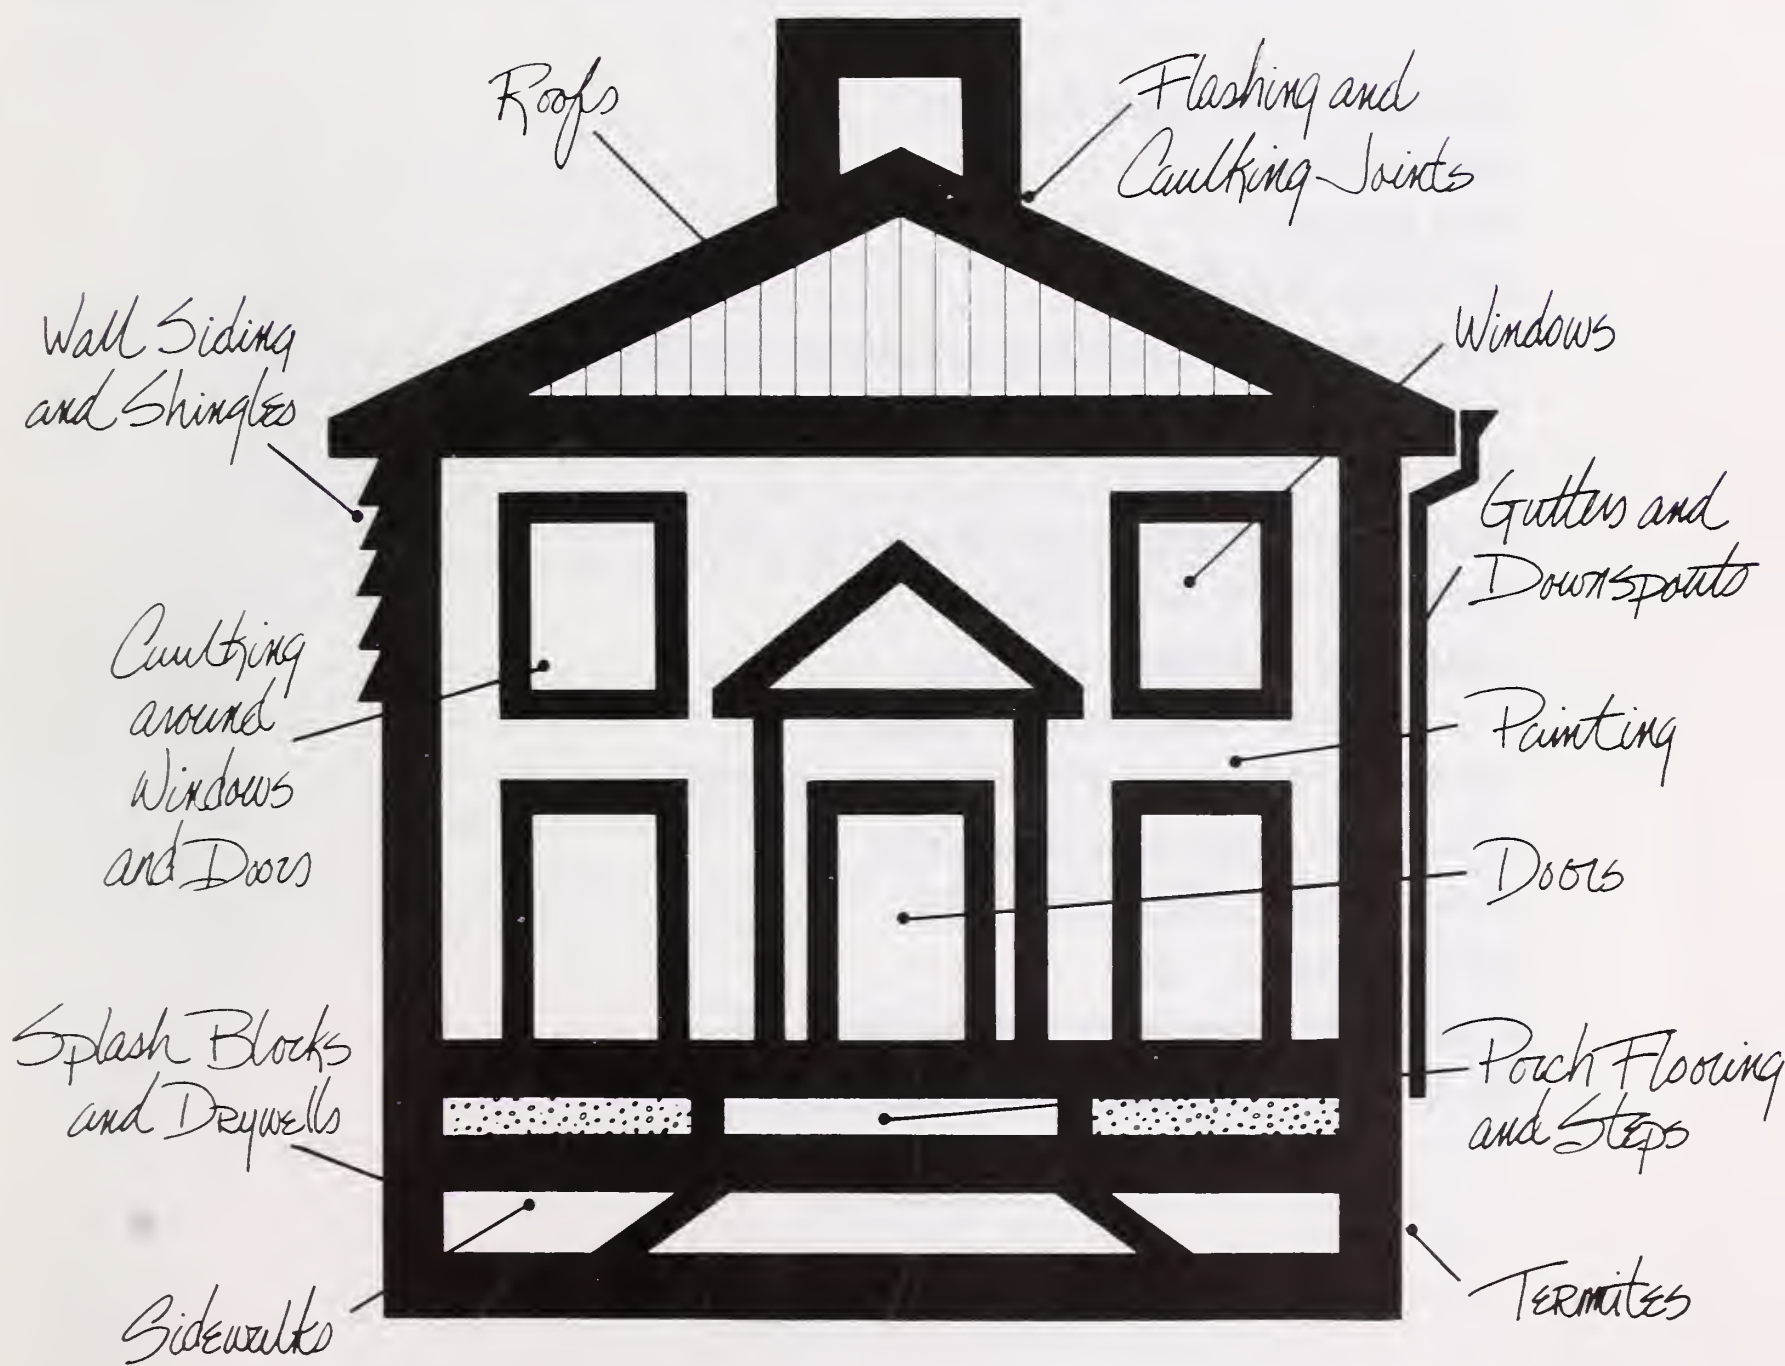 Roofs
Flashing and
Caulking Joints
Wall Siding
and Shingles
Windows
Gutters and
Downspouts
Caulking
around
Windows
and Doors
Painting
Doors
Splash Blocks
and Drywells
Porch Flooring
and Steps
Sidewalks
Termites